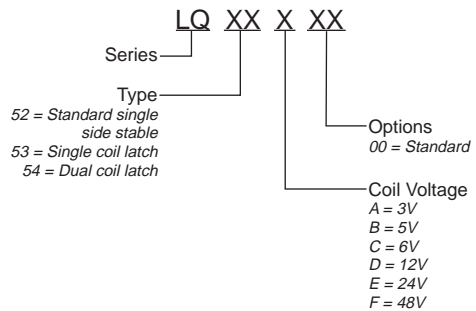 LQ XX X XX
Series
Type
52 = Standard single
side stable
53 = Single coil latch
54 = Dual coil latch
Options
00 = Standard
Coil Voltage
A = 3V
B = 5V
C = 6V
D = 12V
E = 24V
F = 48V